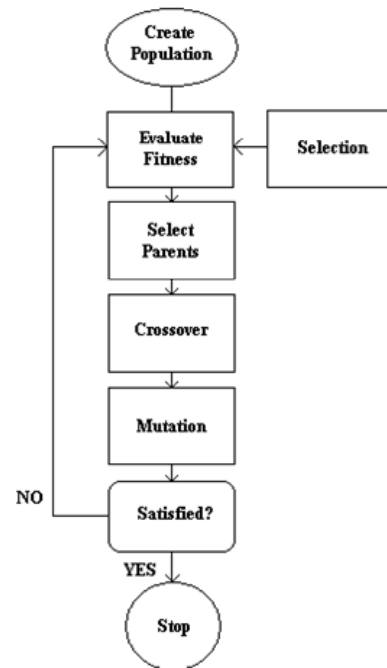 Create
Population
Evaluate
Fitness
Selection
Select
Parents
Crossover
Mutation
NO
Satisfied?
YES
Stop